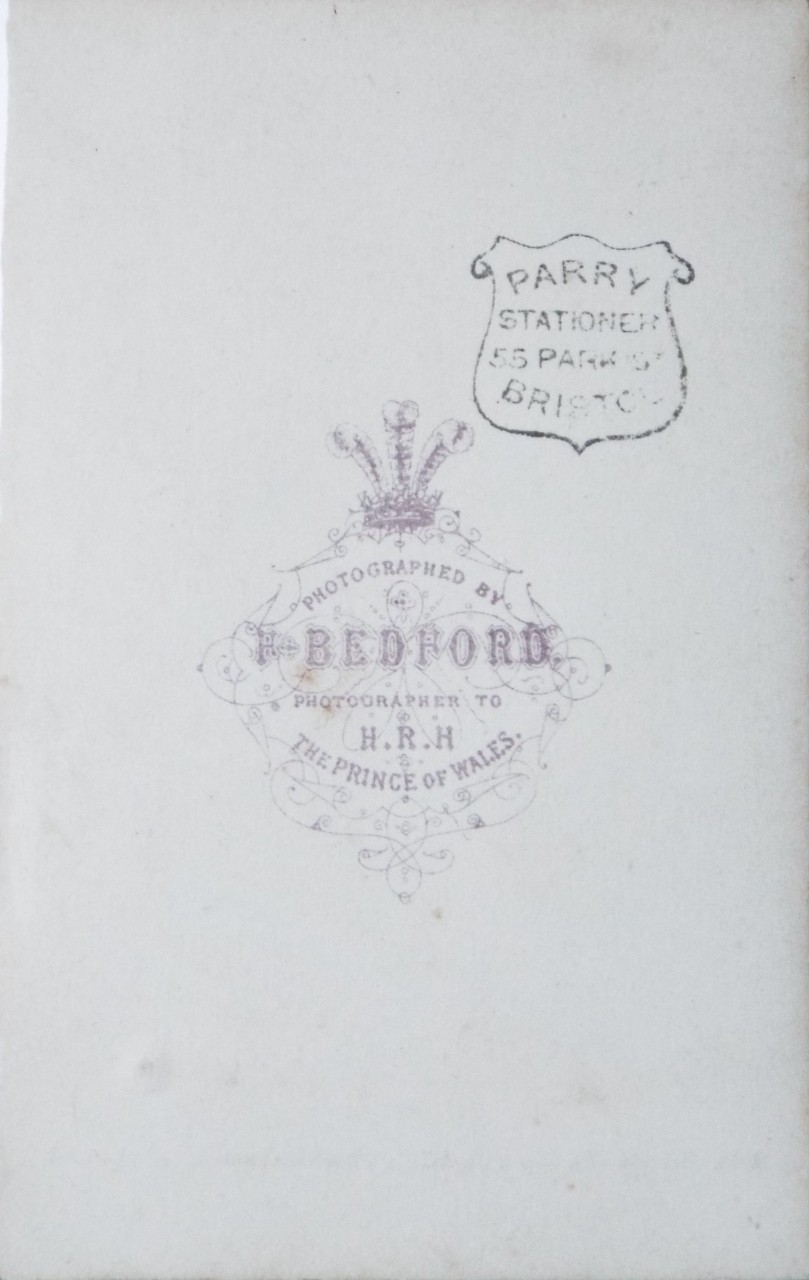 PARRY
STATIONER
55 PARK ST
BRISTOL
PHOTOGRAPHED BY
F. BEDFORD,
PHOTOGRAPHER TO
H.R.H
THE PRINCE OF WALES.